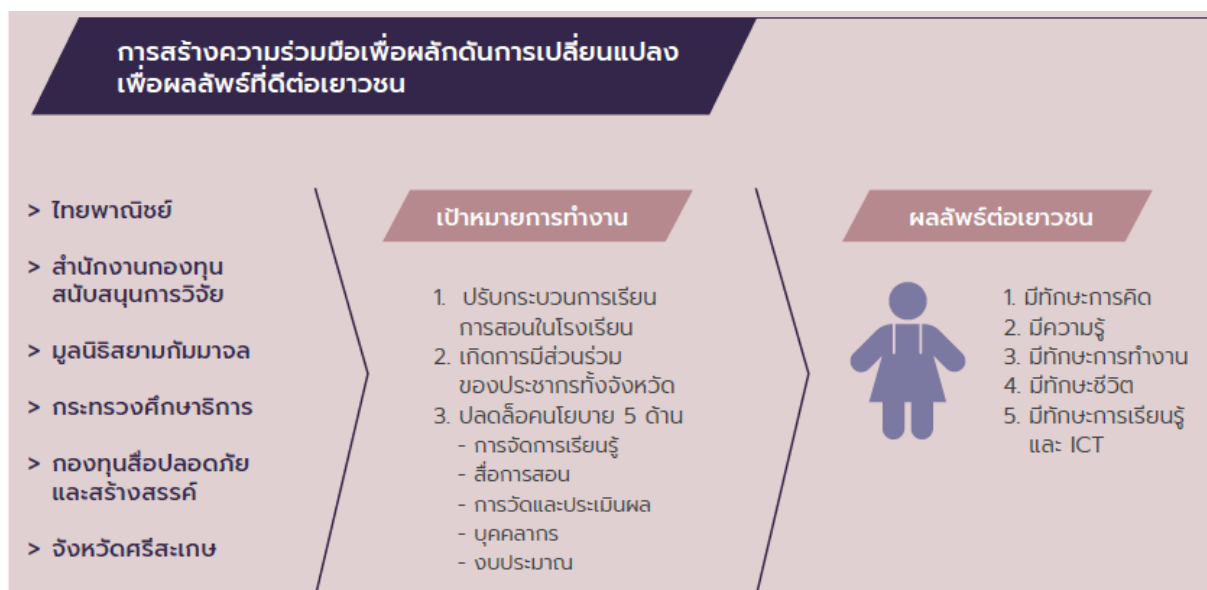 การสร้างความร่วมมือเพื่อผลักดันการเปลี่ยนแปลง
เพื่อผลลัพธ์ที่ดีต่อเยาวชน
> ไทยพาณิชย์
> สำนักงานกองทุน
สนับสนุนการวิจัย
> มูลนิธิสยามกัมมาจล
> กระทรวงศึกษาธิการ
> กองทุนสื่อปลอดภัย
และสร้างสรรค์
> จังหวัดศรีสะเกษ
เป้าหมายการทำงาน
1. ปรับกระบวนการเรียน
การสอนในโรงเรียน
2. เกิดการมีส่วนร่วม
ของประชากรทั้งจังหวัด
3. ปลดล็อคนโยบาย 5 ด้าน
- การจัดการเรียนรู้
- สื่อการสอน
- การวัดและประเมินผล
- บุคคลากร
- งบประมาณ
ผลลัพธ์ต่อเยาวชน
1. มีทักษะการคิด
2. มีความรู้
3. มีทักษะการทำงาน
4. มีทักษะชีวิต
5. มีทักษะการเรียนรู้
และ ICT